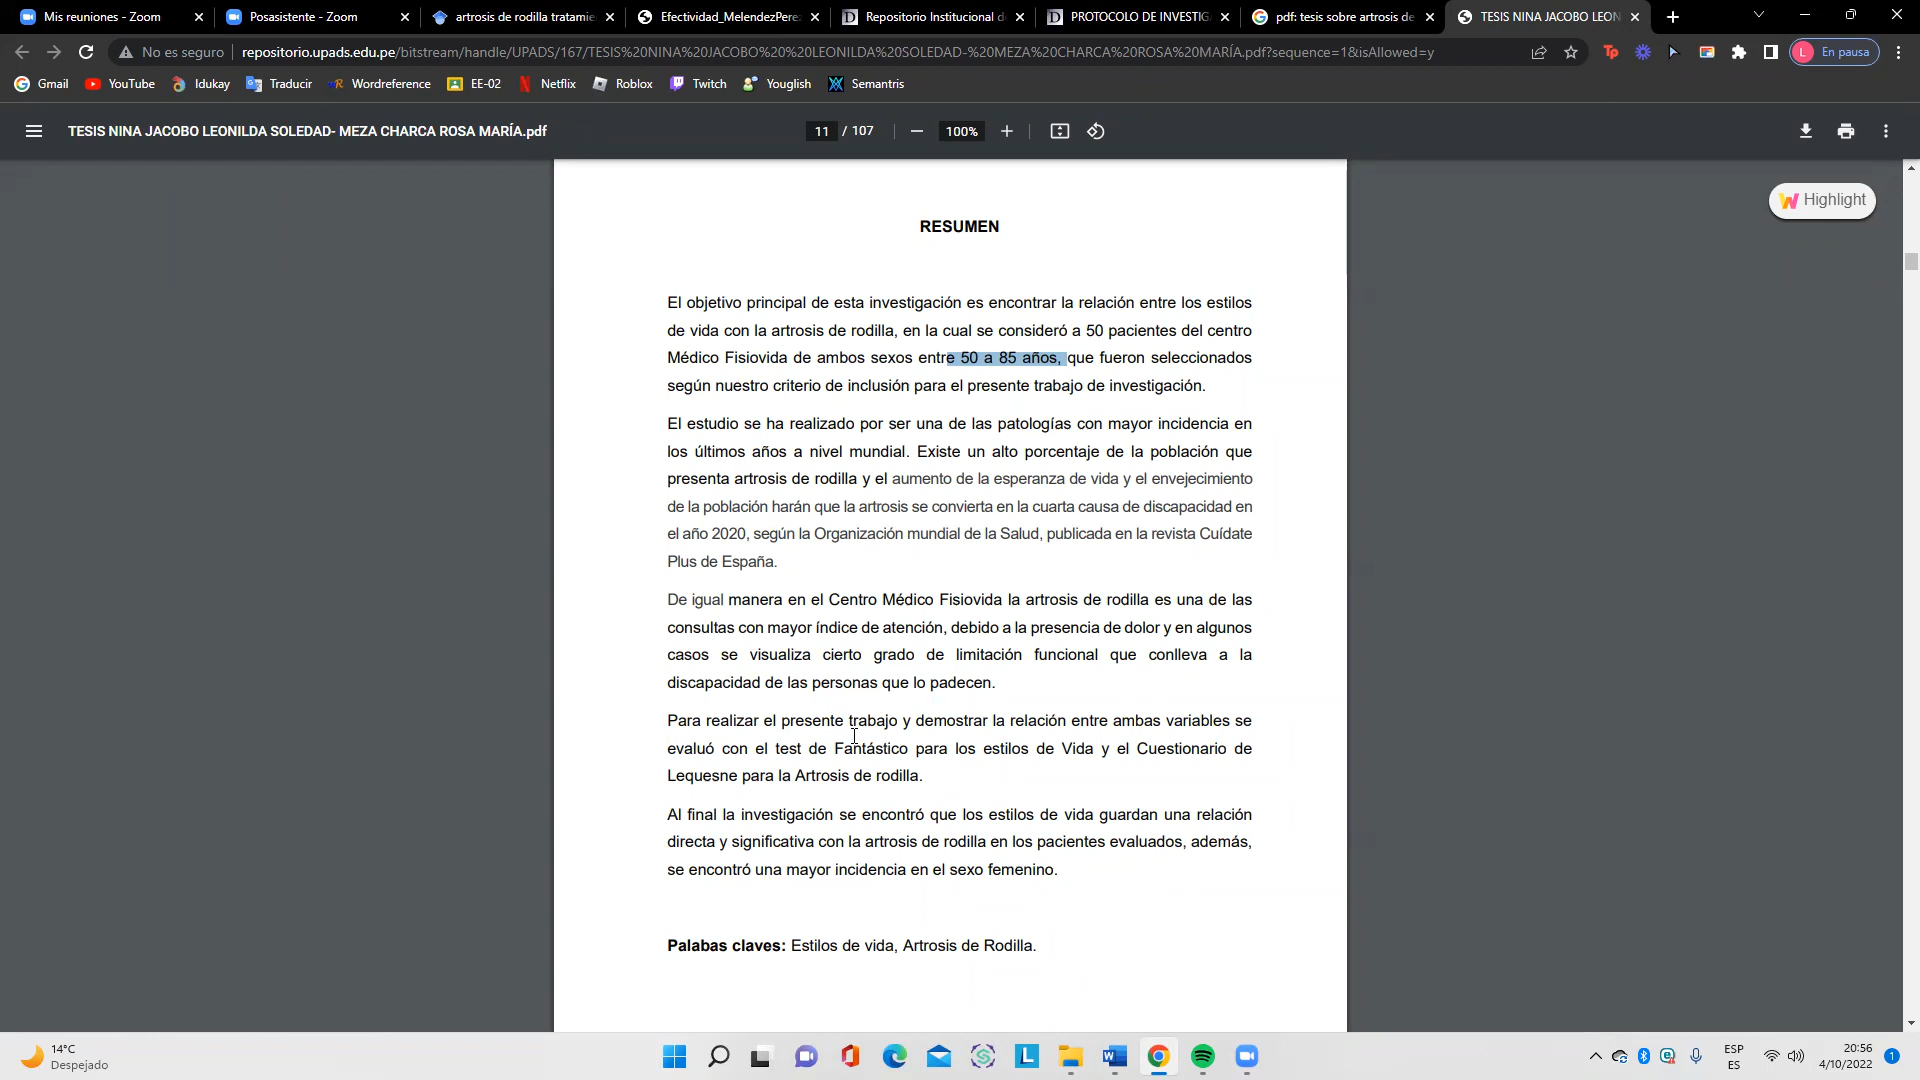 Mis reuniones - Zoom
Posasistente - Zoom
artrosis de rodilla tratamie
Efectividad_MelendezPere
Repositorio Institucional d
PROTOCOLO DE INVESTIG
pdf: tesis sobre artrosis de
TESIS NINA JACOBO LEON
No es seguro
repositorio.upads.edu.pe/bitstream/handle/UPADS/167/TESIS%20NINA%20JACOBO%20%20LEONILDA%20SOLEDAD-%20MEZA%20CHARCA%20ROSA%20MARÍA.pdf?sequence=1&isAllowed=y
L En pausa
Gmail
YouTube
Idukay
Traducir
Wordreference
EE-02
Netflix
Roblox
Twitch
Youglish
Semantris
TESIS NINA JACOBO LEONILDA SOLEDAD- MEZA CHARCA ROSA MARÍA.pdf
11 / 107
100%
Highlight
RESUMEN
El objetivo principal de esta investigación es encontrar la relación entre los estilos
de vida con la artrosis de rodilla, en la cual se consideró a 50 pacientes del centro
Médico Fisiovida de ambos sexos entre 50 a 85 años, que fueron seleccionados
según nuestro criterio de inclusión para el presente trabajo de investigación.
El estudio se ha realizado por ser una de las patologías con mayor incidencia en
los últimos años a nivel mundial. Existe un alto porcentaje de la población que
presenta artrosis de rodilla y el aumento de la esperanza de vida y el envejecimiento
de la población harán que la artrosis se convierta en la cuarta causa de discapacidad en
el año 2020, según la Organización mundial de la Salud, publicada en la revista Cuídate
Plus de España.
De igual manera en el Centro Médico Fisiovida la artrosis de rodilla es una de las
consultas con mayor índice de atención, debido a la presencia de dolor y en algunos
casos se visualiza cierto grado de limitación funcional que conlleva a la
discapacidad de las personas que lo padecen.
Para realizar el presente trabajo y demostrar la relación entre ambas variables se
evaluó con el test de Fantástico para los estilos de Vida y el Cuestionario de
Lequesne para la Artrosis de rodilla.
Al final la investigación se encontró que los estilos de vida guardan una relación
directa y significativa con la artrosis de rodilla en los pacientes evaluados, además,
se encontró una mayor incidencia en el sexo femenino.
Palabas claves: Estilos de vida, Artrosis de Rodilla.
14°C
Despejado
ESP
ES
20:56
4/10/2022
1